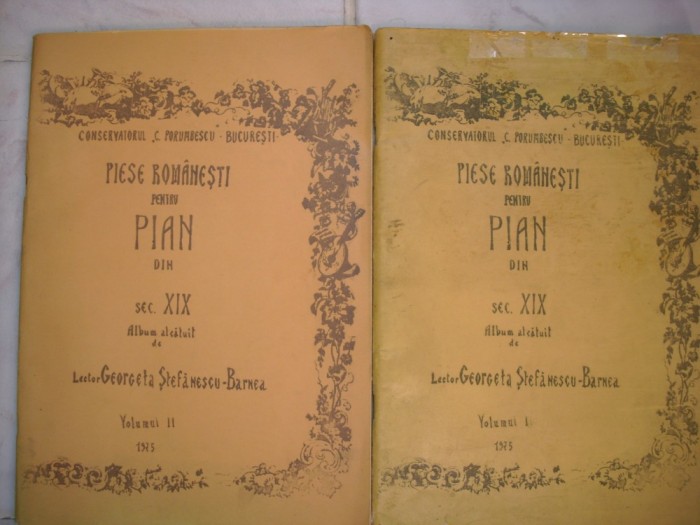 CONSERVATORUL „C. PORUMBESCU" - BUCUREȘTI
PIESE ROMÂNEȘTI
PENTRU
PIAN
DIN
SEC. XIX
Album alcătuit
de
Lector Georgeta Ștefănescu-Barnea
Volumul II
1975
CONSERVATORUL „C. PORUMBESCU" - BUCUREȘTI
PIESE ROMÂNEȘTI
PENTRU
PIAN
DIN
SEC. XIX
Album alcătuit
de
Lector Georgeta Ștefănescu-Barnea
Volumul I
1975